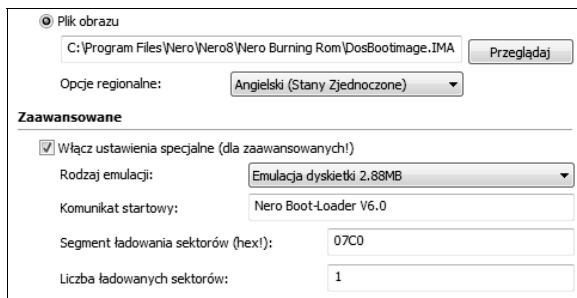 Plik obrazu
C:\Program Files\Nero\Nero8\Nero Burning Rom\DosBootimage.IMA
Przeglądaj
Opcje regionalne: Angielski (Stany Zjednoczone)
Zaawansowane
Włącz ustawienia specjalne (dla zaawansowanych!)
Rodzaj emulacji: Emulacja dyskietki 2.88MB
Komunikat startowy: Nero Boot-Loader V6.0
Segment ładowania sektorów (hex!): 07C0
Liczba ładowanych sektorów: 1